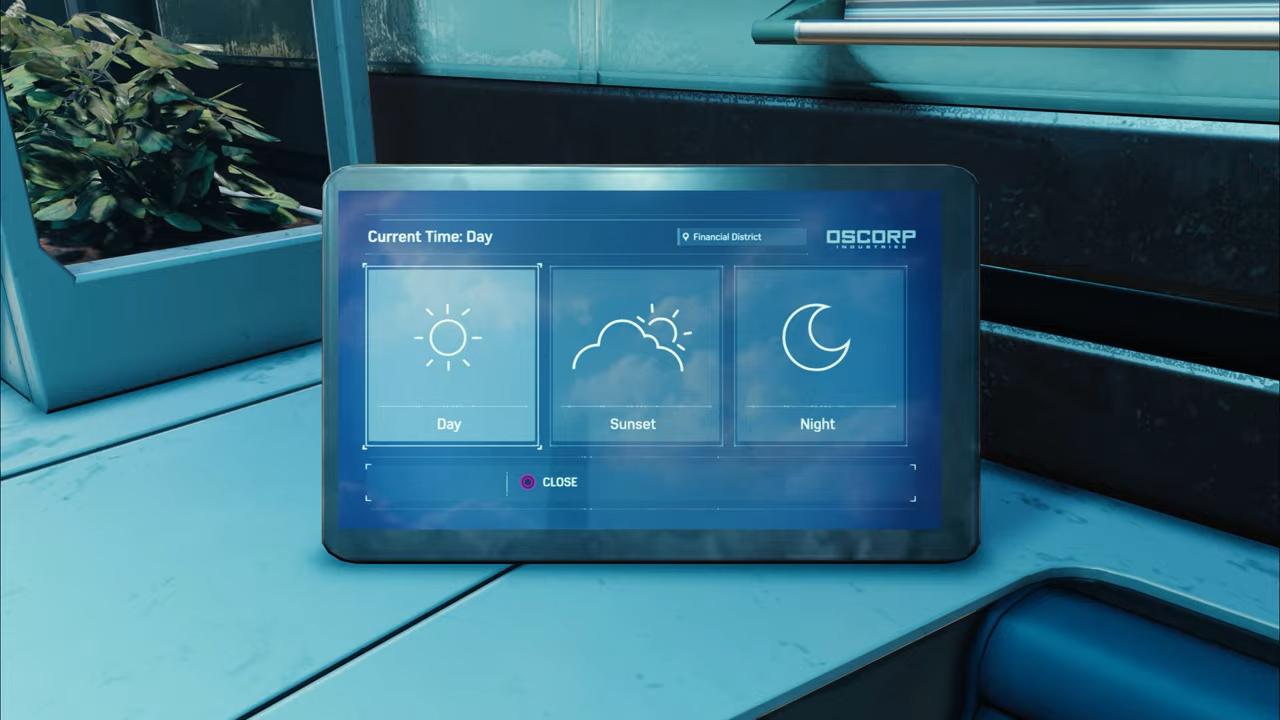 Current Time: Day
Financial District
OSCORP
INDUSTRIES
Day
Sunset
Night
CLOSE